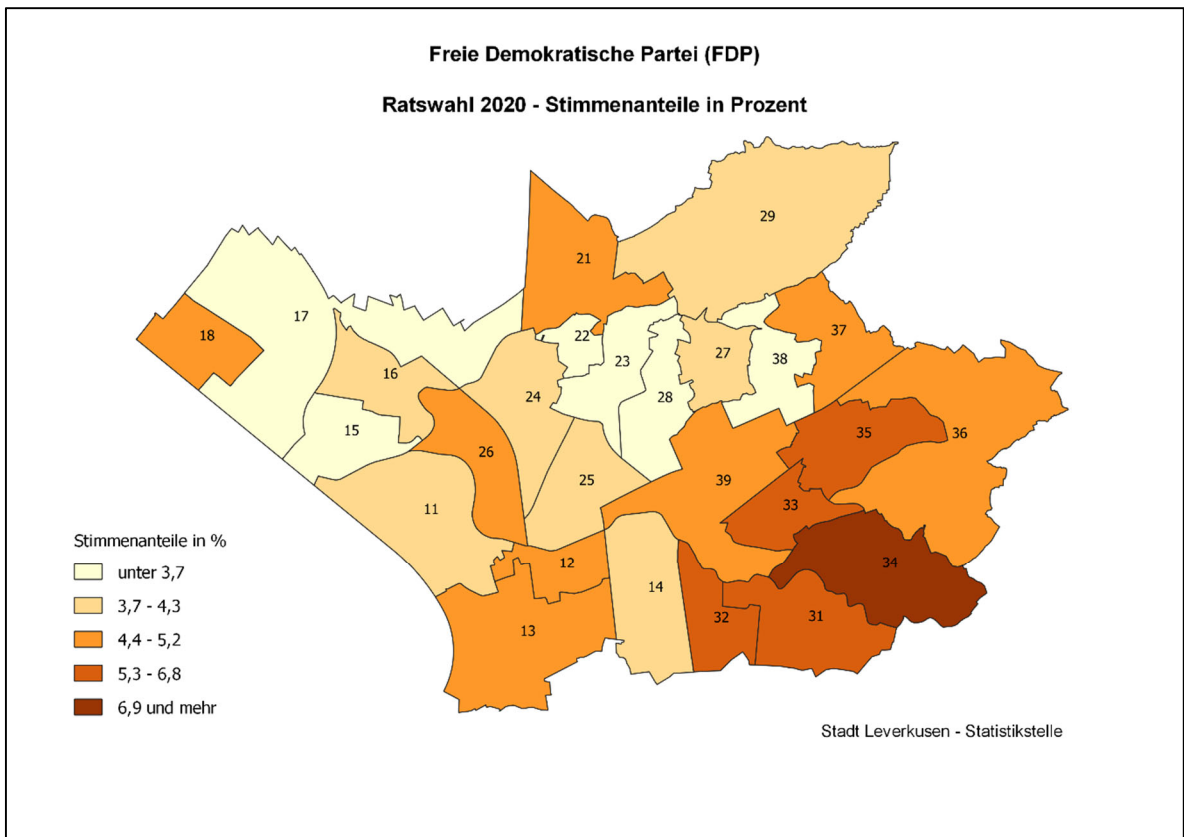 Freie Demokratische Partei (FDP)
Ratswahl 2020 - Stimmenanteile in Prozent
29
21
17
18
22
37
27
23
38
16
24
28
15
35
36
26
25
39
11
33
12
34
14
32
31
13
Stimmenanteile in %
unter 3,7
3,7 - 4,3
4,4 - 5,2
5,3 - 6,8
6,9 und mehr
Stadt Leverkusen - Statistikstelle